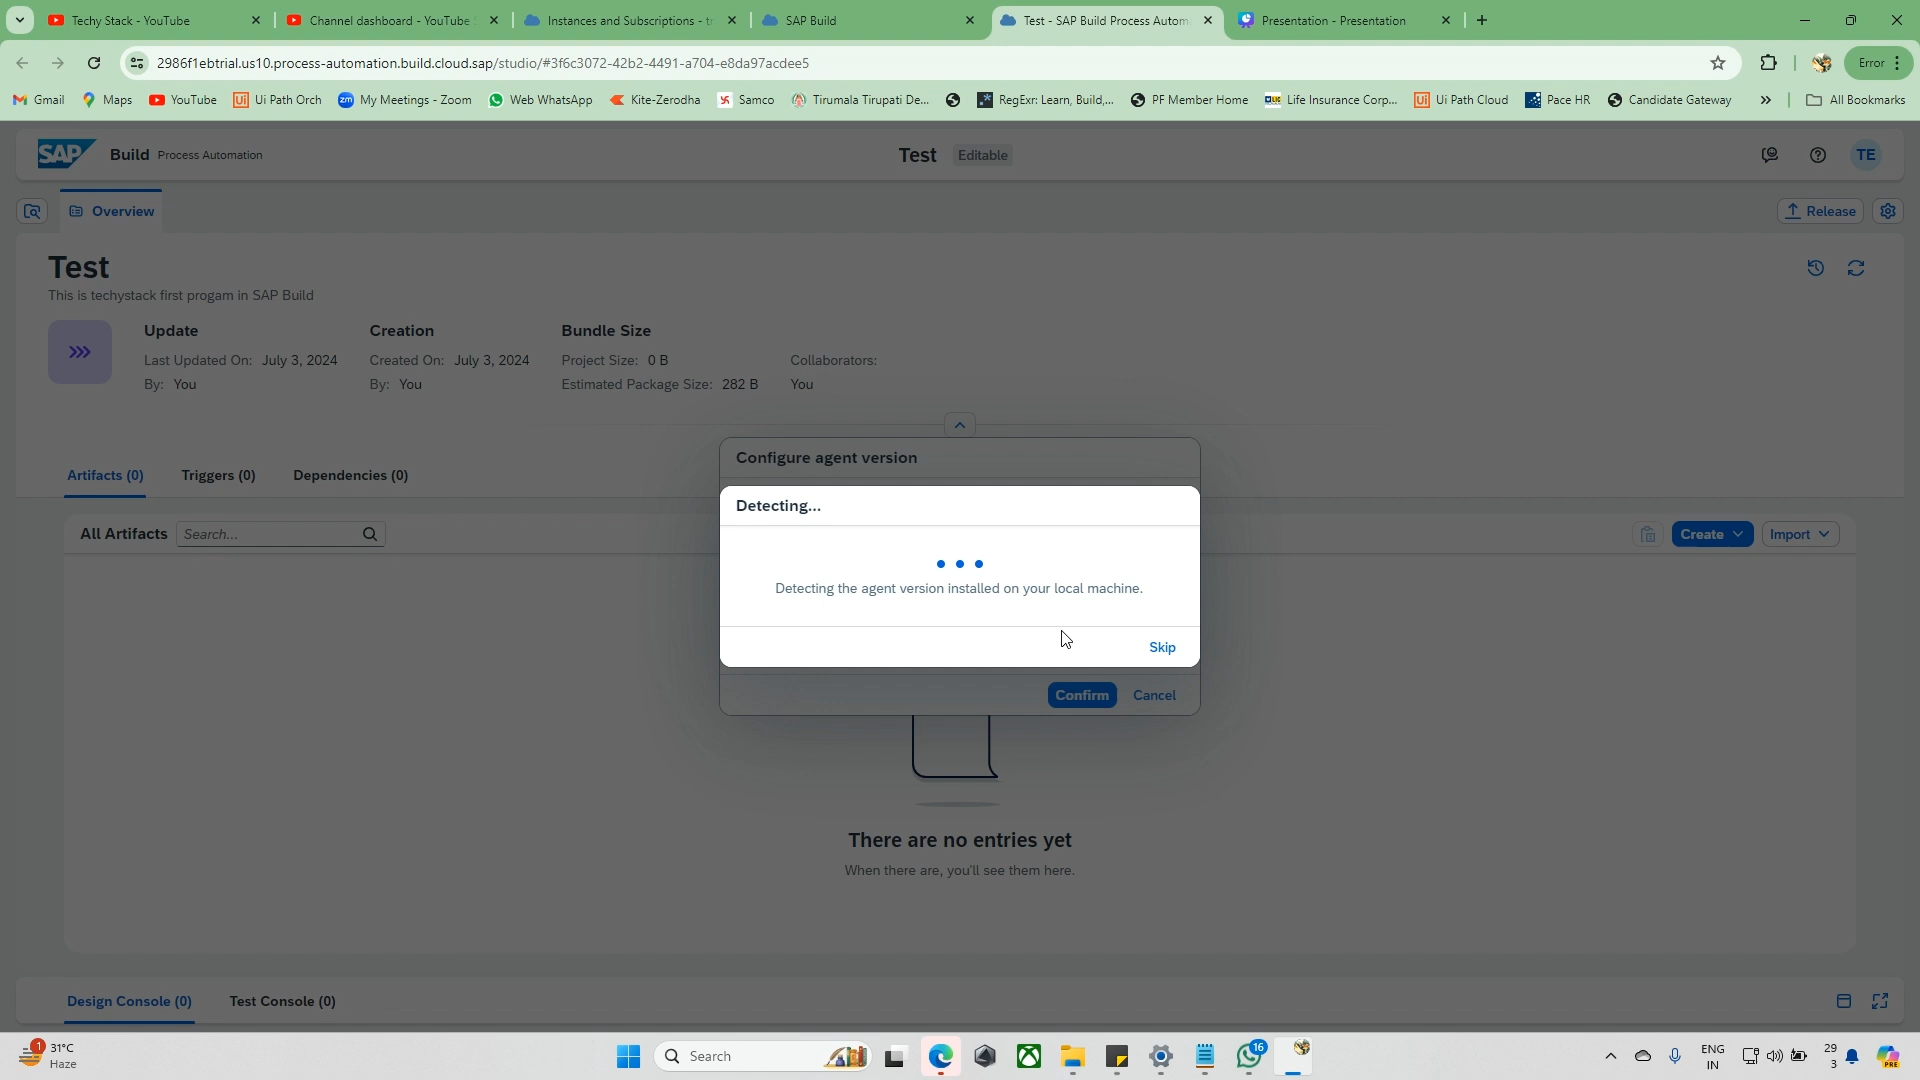 Techy Stack - YouTube
Channel dashboard - YouTube S
Instances and Subscriptions - tr
SAP Build
Test - SAP Build Process Autom
Presentation - Presentation
2986f1ebtrial.us10.process-automation.build.cloud.sap/studio/#3f6c3072-42b2-4491-a704-e8da97acdee5
Error
Gmail
Maps
YouTube
Ui Path Orch
My Meetings - Zoom
Web WhatsApp
Kite-Zerodha
Samco
Tirumala Tirupati De...
RegExr: Learn, Build,...
PF Member Home
Life Insurance Corp...
Ui Path Cloud
Pace HR
Candidate Gateway
All Bookmarks
SAP Build Process Automation
Test Editable
TE
Overview
Release
Test
This is techystack first progam in SAP Build
Update
Creation
Bundle Size
Last Updated On: July 3, 2024
Created On: July 3, 2024
Project Size: 0 B
Collaborators:
By: You
By: You
Estimated Package Size: 282 B
You
Configure agent version
Artifacts (0)
Triggers (0)
Dependencies (0)
Detecting...
All Artifacts
Search...
Create
Import
Detecting the agent version installed on your local machine.
Skip
Confirm
Cancel
There are no entries yet
When there are, you'll see them here.
Design Console (0)
Test Console (0)
1
31°C
Haze
Search
16
ENG
IN
29
3
PRE